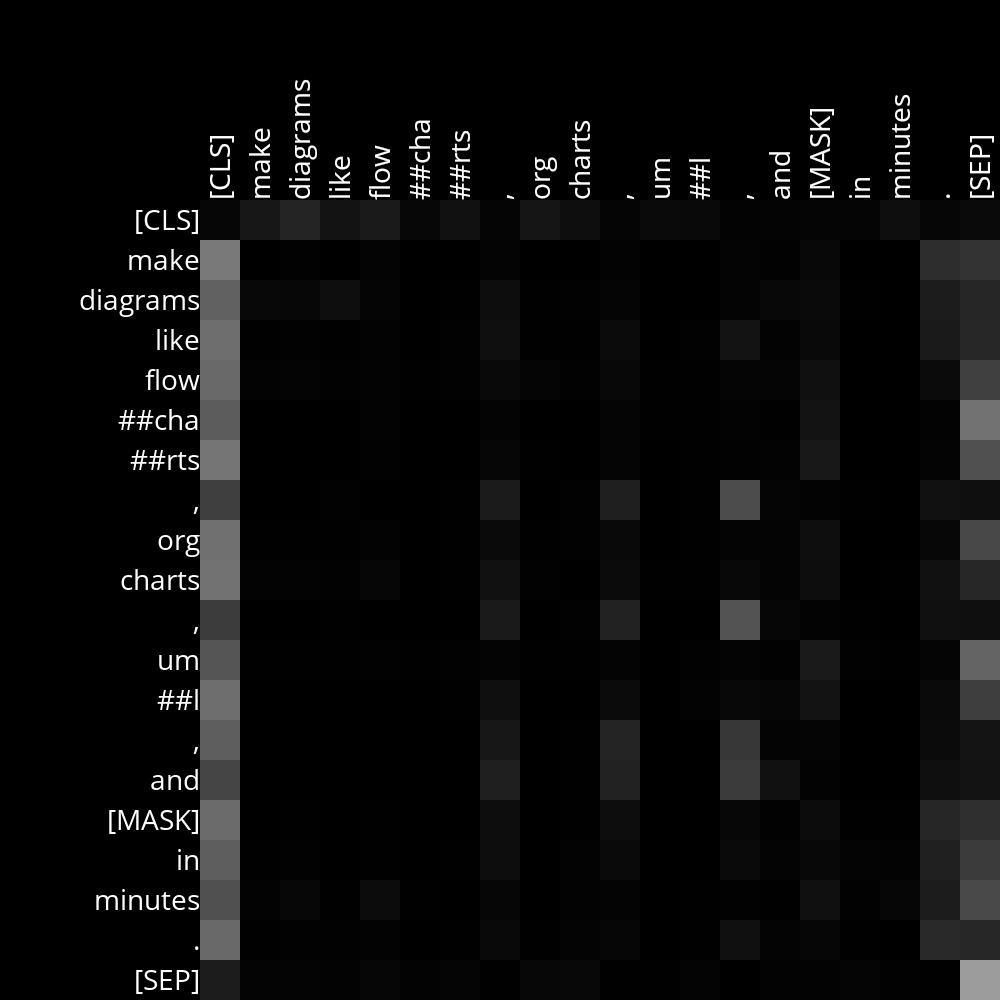 [CLS] make diagrams like flow ##cha ##rts , org charts , um ##l , and [MASK] in minutes . [SEP]
[CLS]
make
diagrams
like
flow
##cha
##rts
,
org
charts
,
um
##l
,
and
[MASK]
in
minutes
.
[SEP]